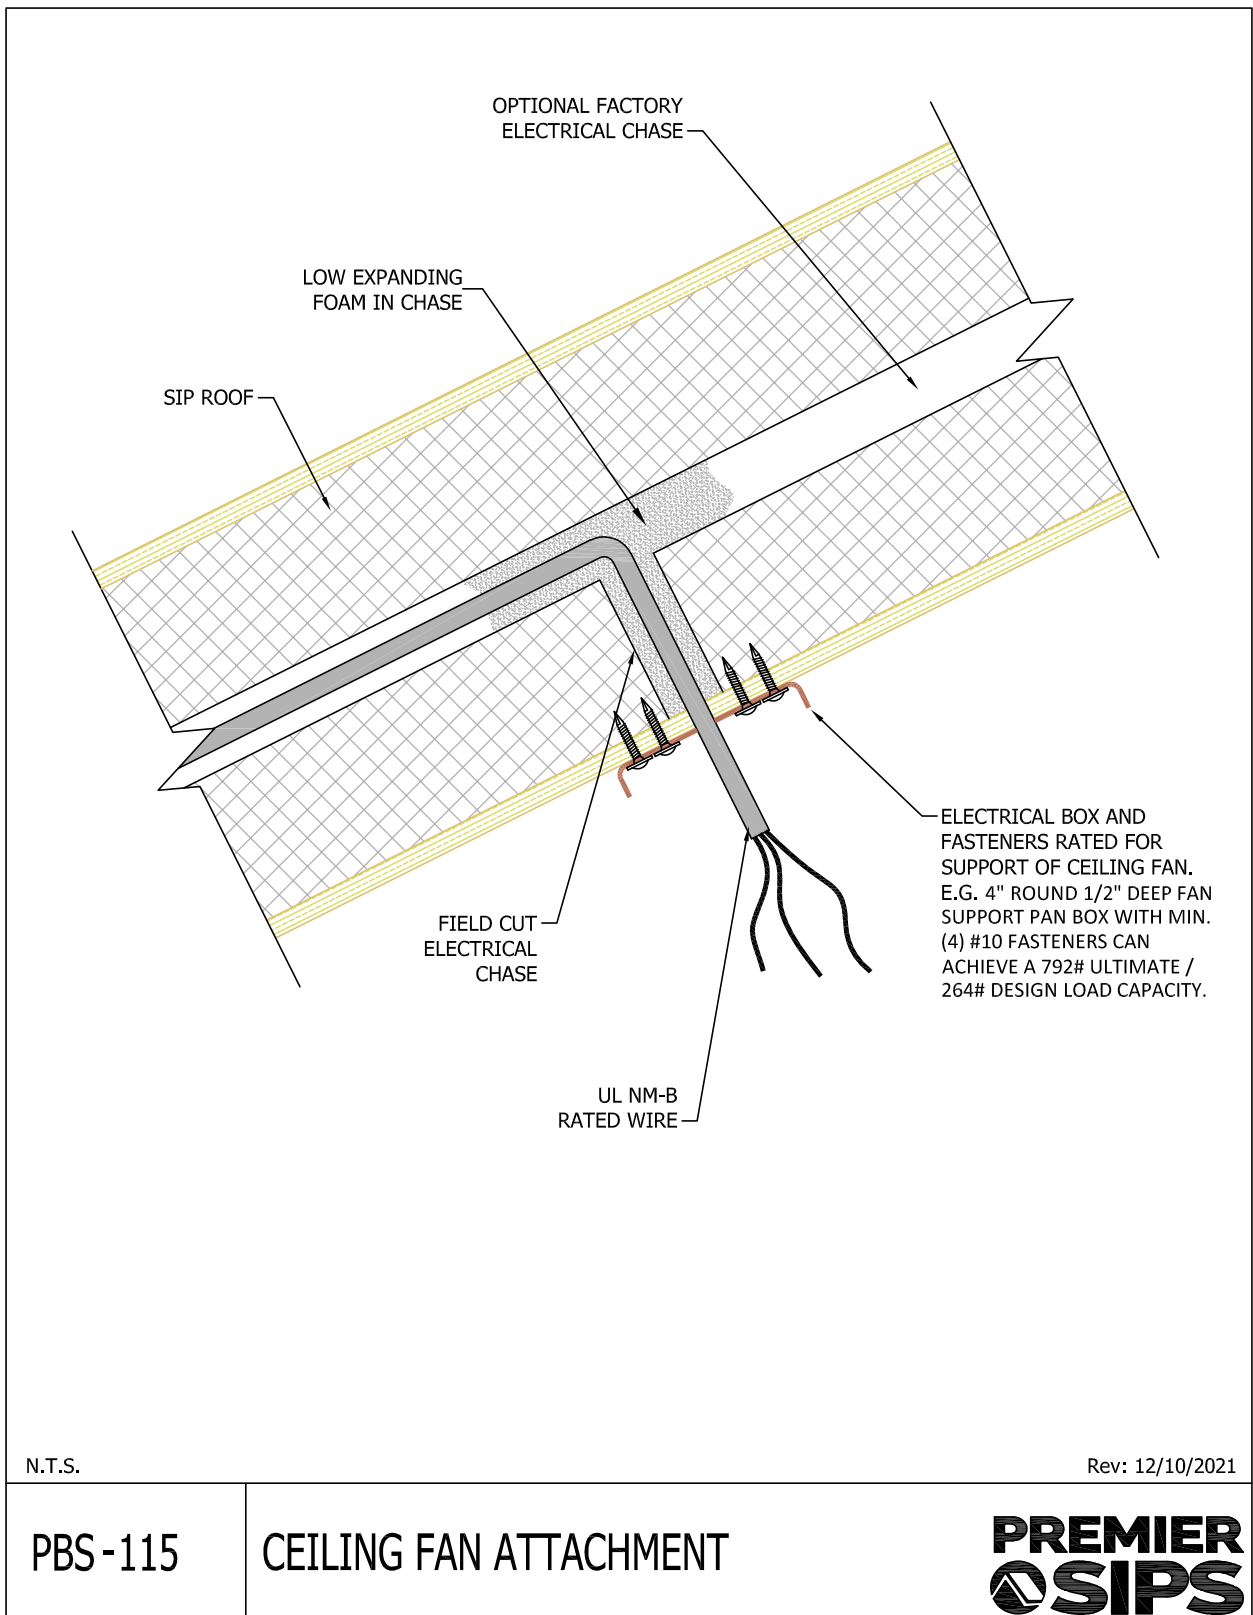 OPTIONAL FACTORY
ELECTRICAL CHASE
LOW EXPANDING
FOAM IN CHASE
SIP ROOF
ELECTRICAL BOX AND
FASTENERS RATED FOR
SUPPORT OF CEILING FAN.
E.G. 4" ROUND 1/2" DEEP FAN
SUPPORT PAN BOX WITH MIN.
(4) #10 FASTENERS CAN
ACHIEVE A 792# ULTIMATE /
264# DESIGN LOAD CAPACITY.
FIELD CUT
ELECTRICAL
CHASE
UL NM-B
RATED WIRE
N.T.S.
Rev: 12/10/2021
PBS-115
CEILING FAN ATTACHMENT
PREMIER
SIPS